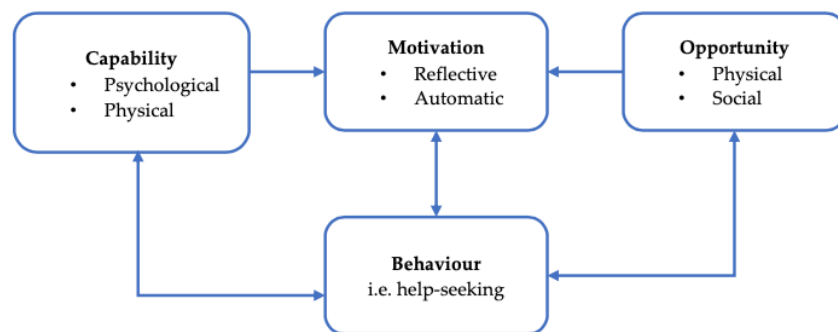 Capability
• Psychological
• Physical
Motivation
• Reflective
• Automatic
Opportunity
• Physical
• Social
Behaviour
i.e. help-seeking